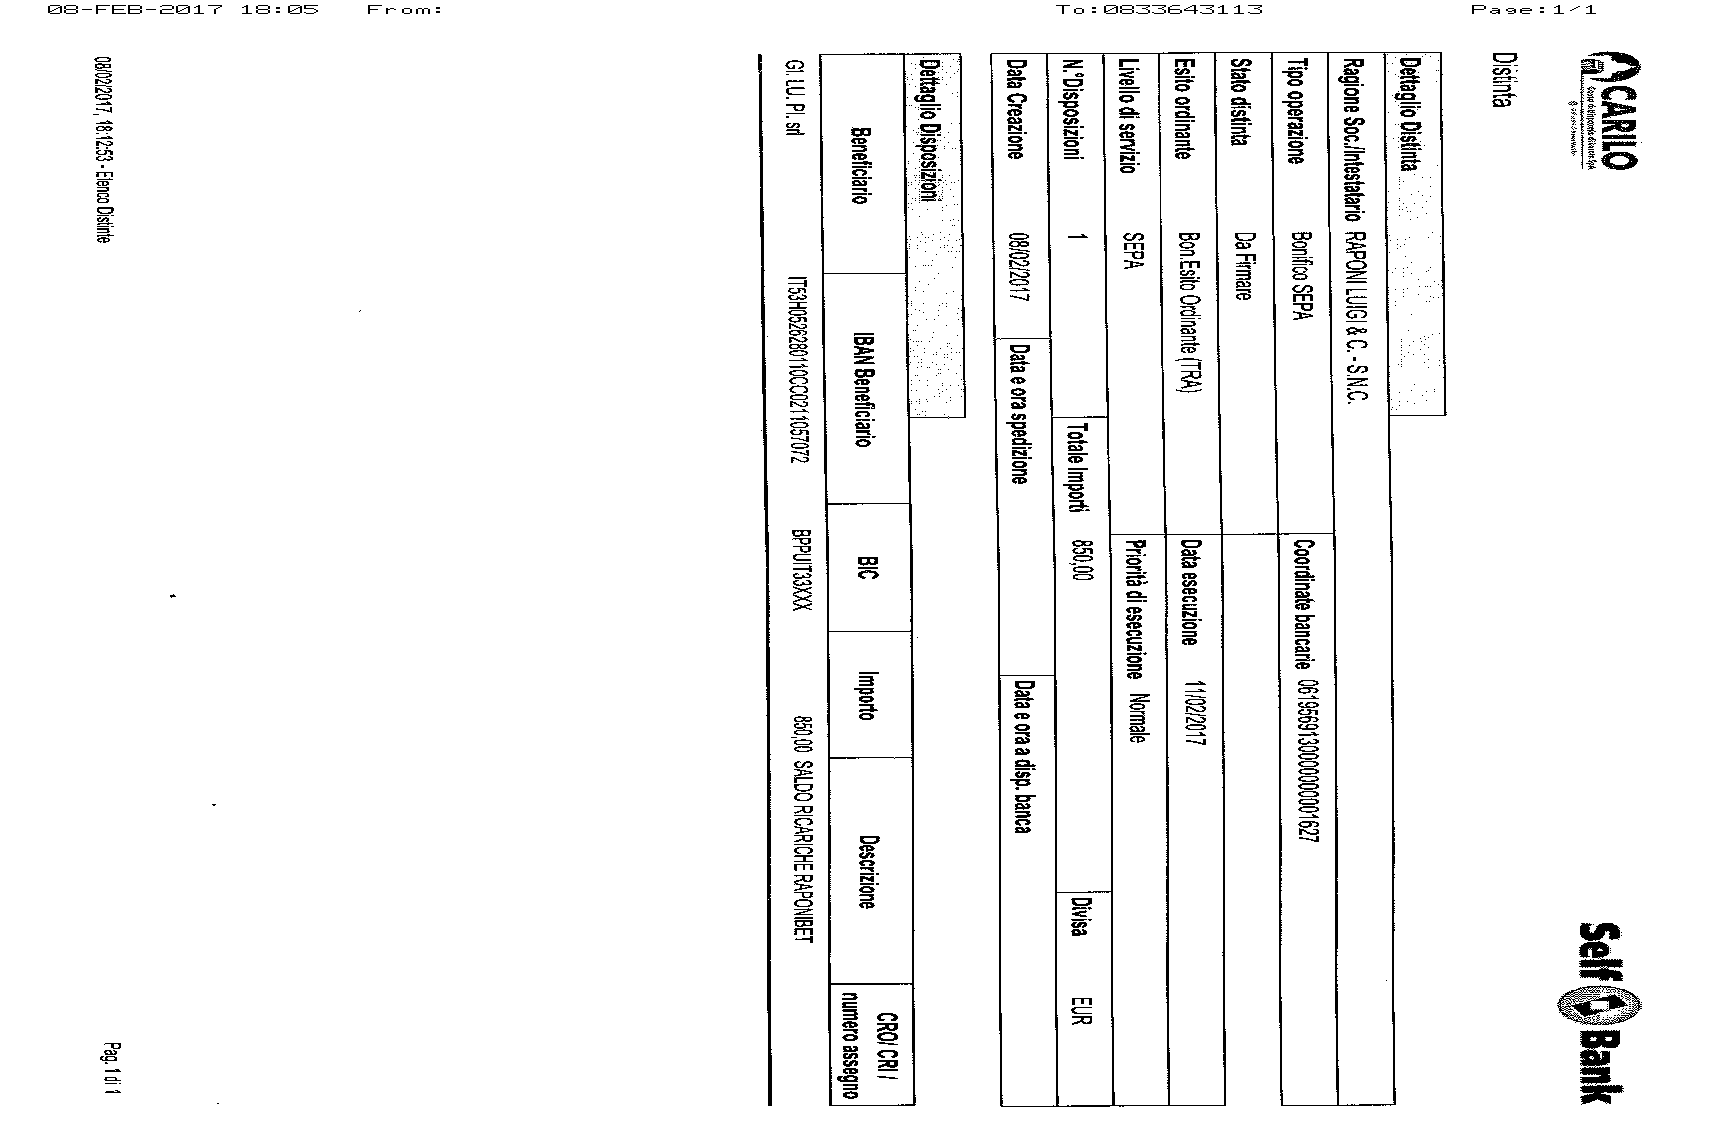 08-FEB-2017 18:05 From: To:0833643113 Page:1/1
CARILO
Self Bank
Distinta
Dettaglio Distinta
Ragione Soc./Intestatario RAPONI LUIGI & C. - S.N.C.
Tipo operazione Bonifico SEPA Coordinate bancarie 06195691300000000001627
Stato distinta Da Firmare
Esito ordinante Bon.Esito Ordinante (TRA) Data esecuzione 11/02/2017
Livello di servizio SEPA Priorità di esecuzione Normale
N.°Disposizioni 1 Totale Importi 850,00 Divisa EUR
Data Creazione 08/02/2017 Data e ora spedizione Data e ora a disp. banca
Dettaglio Disposizioni
Beneficiario IBAN Beneficiario BIC Importo Descrizione CRO/ CRI / numero assegno
GI. LU. PI. srl IT53H0526280110CC0211057072 BPPUIT33XXX 850,00 SALDO RICARICHE RAPONIBET
08/02/2017, 18:12:53 - Elenco Distinte Pag. 1 di 1